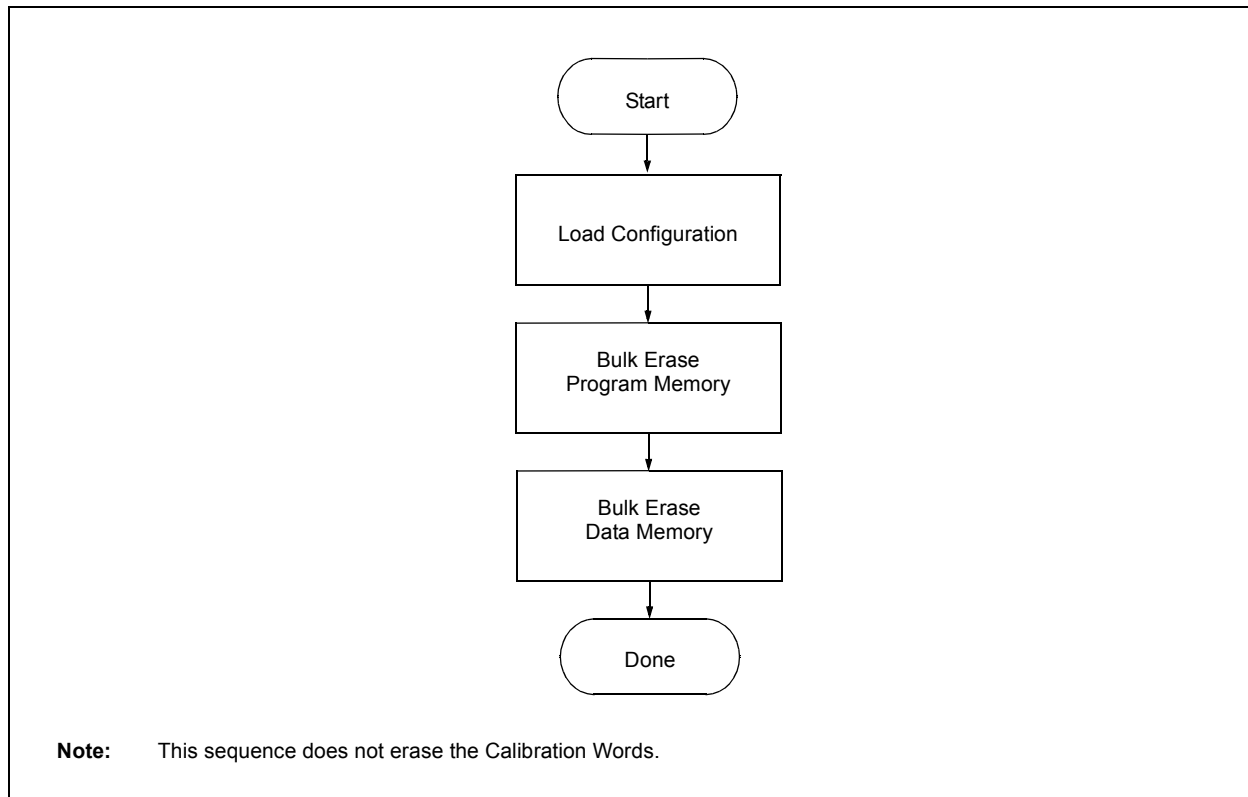 Start
Load Configuration
Bulk Erase
Program Memory
Bulk Erase
Data Memory
Done
Note: This sequence does not erase the Calibration Words.